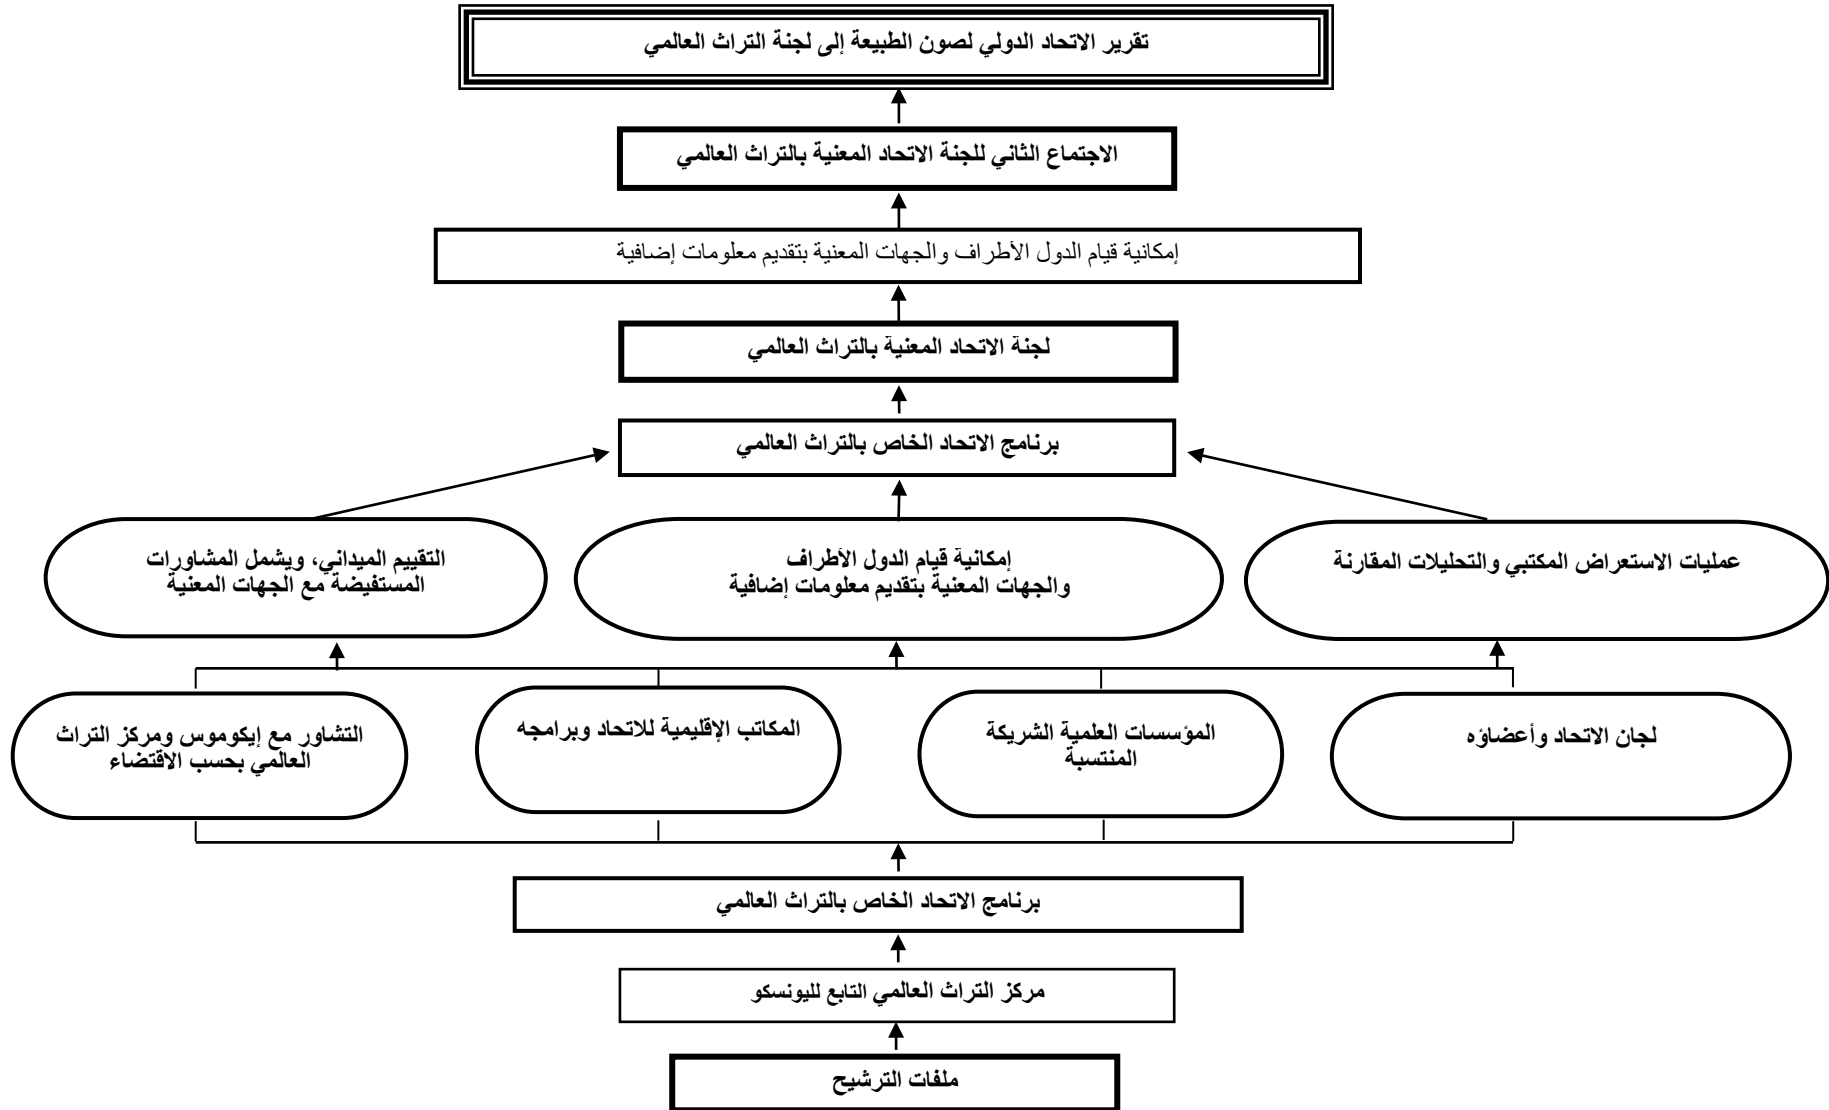 تقرير الاتحاد الدولي لصون الطبيعة إلى لجنة التراث العالمي
الاجتماع الثاني للجنة الاتحاد المعنية بالتراث العالمي
إمكانية قيام الدول الأطراف والجهات المعنية بتقديم معلومات إضافية
لجنة الاتحاد المعنية بالتراث العالمي
برنامج الاتحاد الخاص بالتراث العالمي
عمليات الاستعراض المكتبي والتحليلات المقارنة
إمكانية قيام الدول الأطراف
والجهات المعنية بتقديم معلومات إضافية
التقييم الميداني، ويشمل المشاورات
المستفيضة مع الجهات المعنية
لجان الاتحاد وأعضاؤه
المؤسسات العلمية الشريكة
المنتسبة
المكاتب الإقليمية للاتحاد وبرامجه
التشاور مع إيكوموس ومركز التراث
العالمي بحسب الاقتضاء
برنامج الاتحاد الخاص بالتراث العالمي
مركز التراث العالمي التابع لليونسكو
ملفات الترشيح